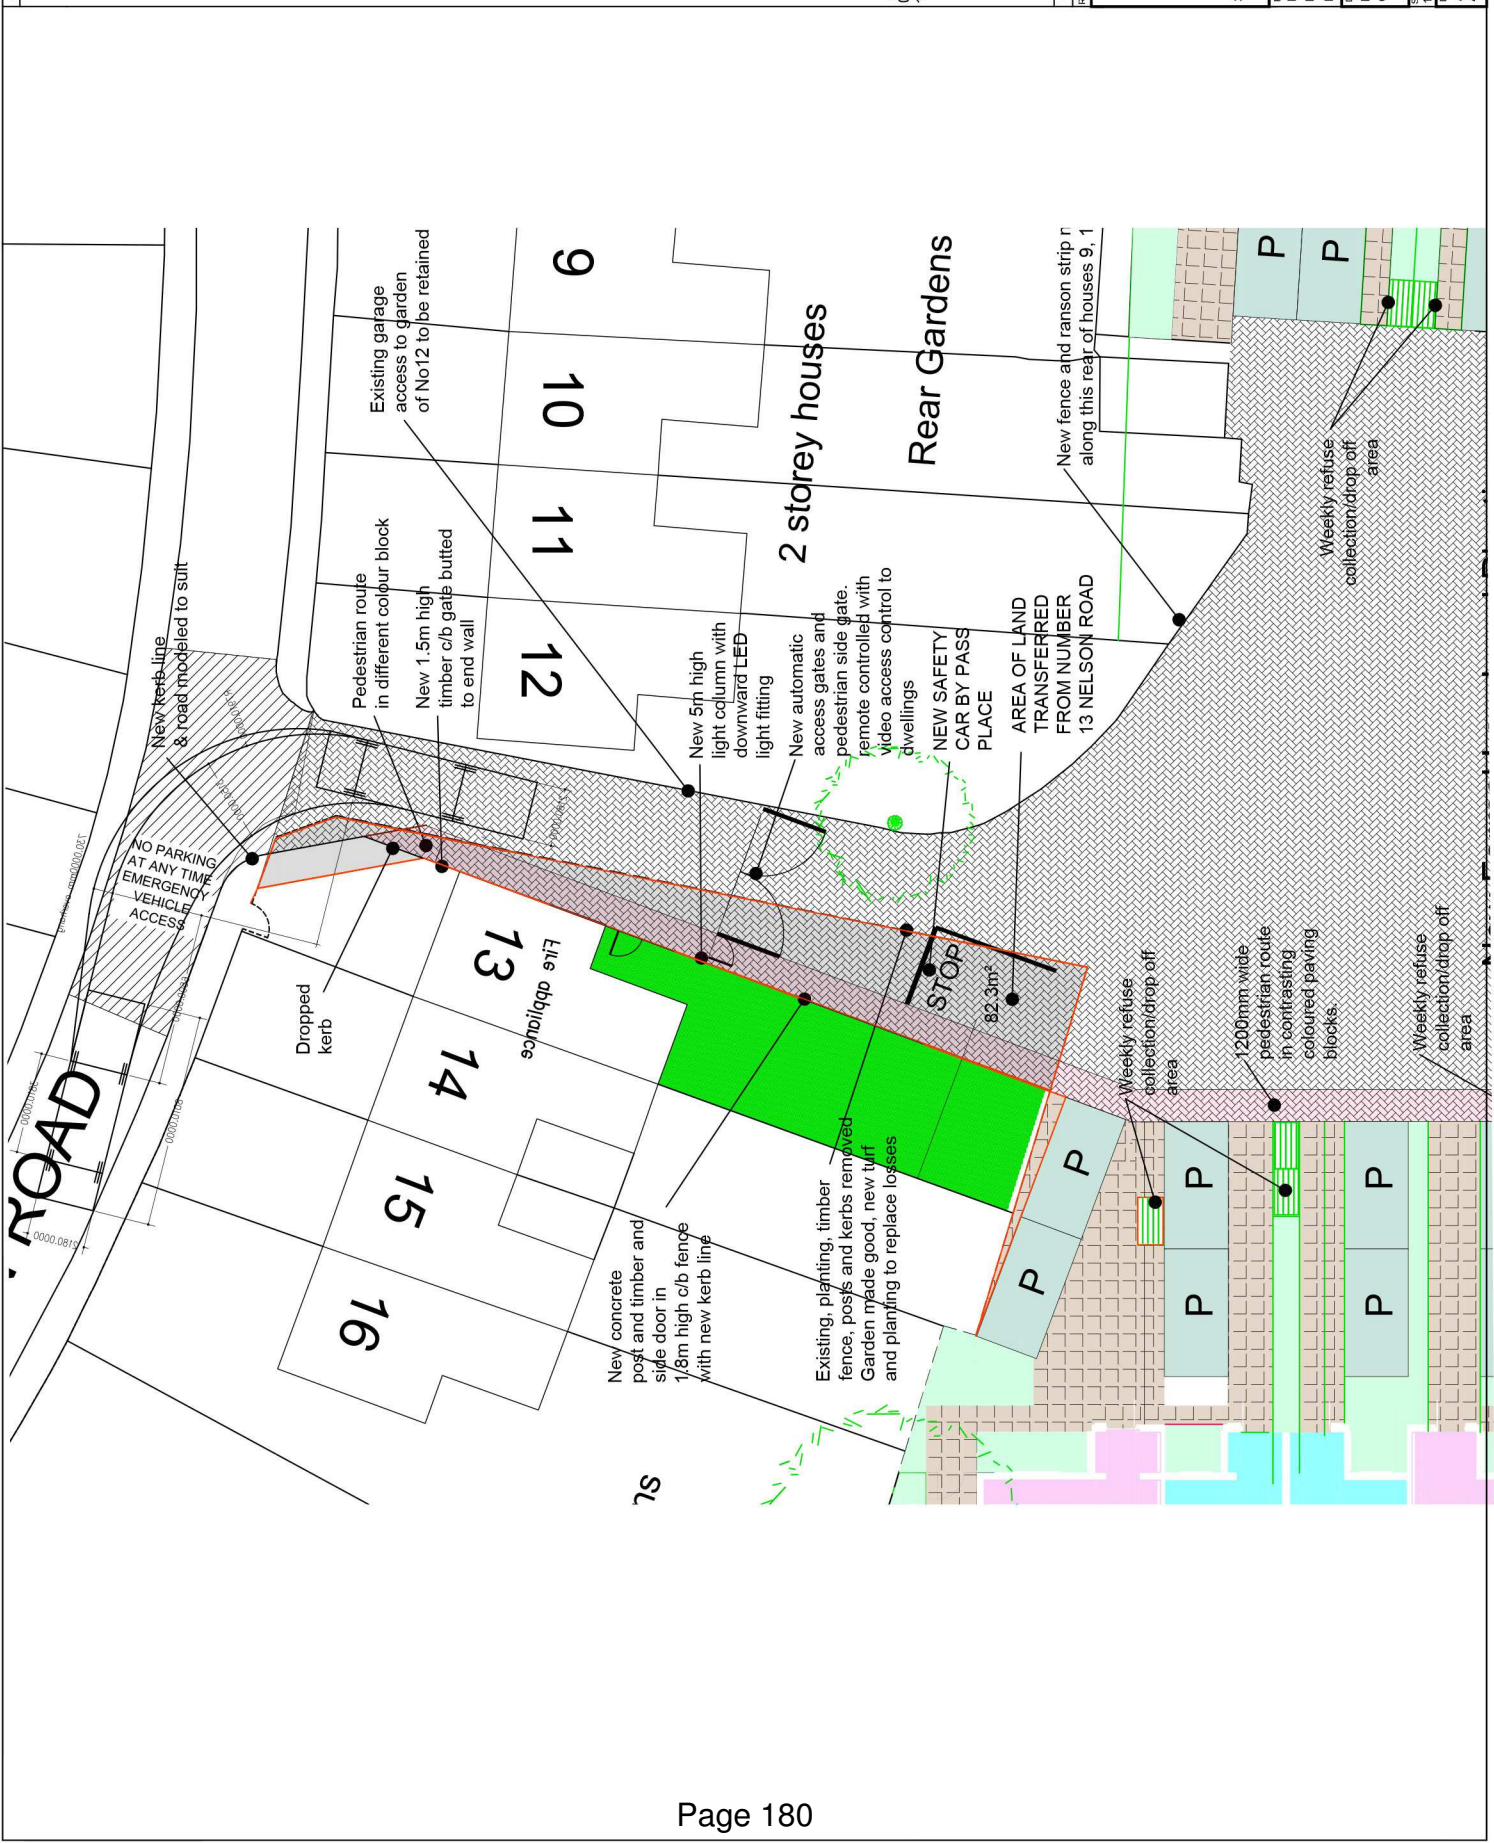 Existing garage
access to garden
of No12 to be retained
9
10
11
12
2 storey houses
Rear Gardens
New fence and ranson strip
along this rear of houses 9, 1
P
P
Weekly refuse
collection/drop off
area
New kerb line
& road modeled to suit
Pedestrian route
in different colour block
New 1.5m high
timber c/b gate butted
to end wall
New 5m high
light column with
downward LED
light fitting
New automatic
access gates and
pedestrian side gate.
remote controlled with
video access control to
dwellings
NEW SAFETY
CAR BY PASS
PLACE
AREA OF LAND
TRANSFERRED
FROM NUMBER
13 NELSON ROAD
NO PARKING
AT ANY TIME
EMERGENCY
VEHICLE
ACCESS
Dropped
kerb
13
Fire appliance
14
15
16
ROAD
STOP
82.3m²
Weekly refuse
collection/drop off
area
1200mm wide
pedestrian route
in contrasting
coloured paving
blocks.
Weekly refuse
collection/drop off
area
New concrete
post and timber and
side door in
1.8m high c/b fence
with new kerb line
Existing, planting, timber
fence, posts and kerbs removed
Garden made good, new turf
and planting to replace losses
P
P
P
P
P
P
su
Page 180